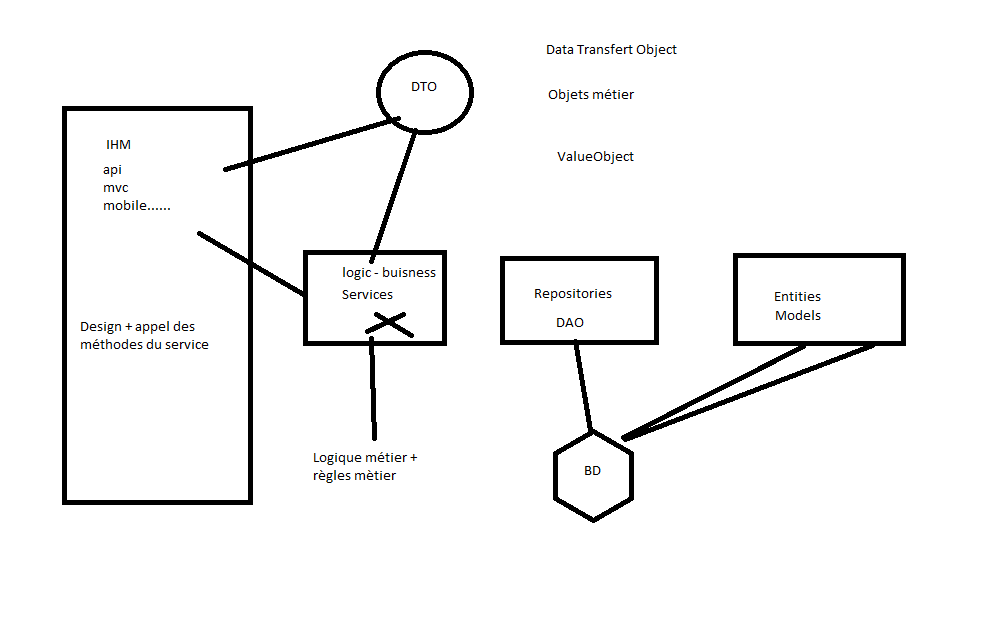 DTO
Data Transfert Object
Objets métier
ValueObject
IHM
api
mvc
mobile......
Design + appel des
méthodes du service
logic - buisness
Services
Logique métier +
règles mètier
Repositories
DAO
Entities
Models
BD